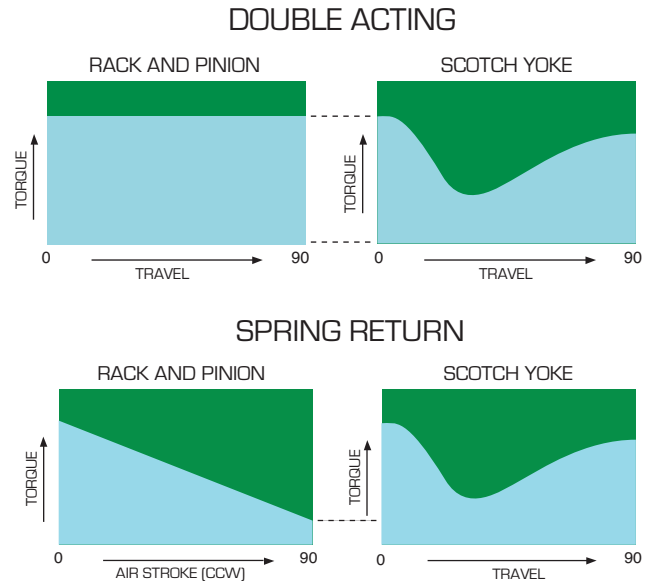 DOUBLE ACTING
RACK AND PINION
SCOTCH YOKE
TORQUE
TORQUE
0
90
0
90
TRAVEL
TRAVEL
SPRING RETURN
RACK AND PINION
SCOTCH YOKE
TORQUE
TORQUE
0
90
0
90
AIR STROKE (CCW)
TRAVEL